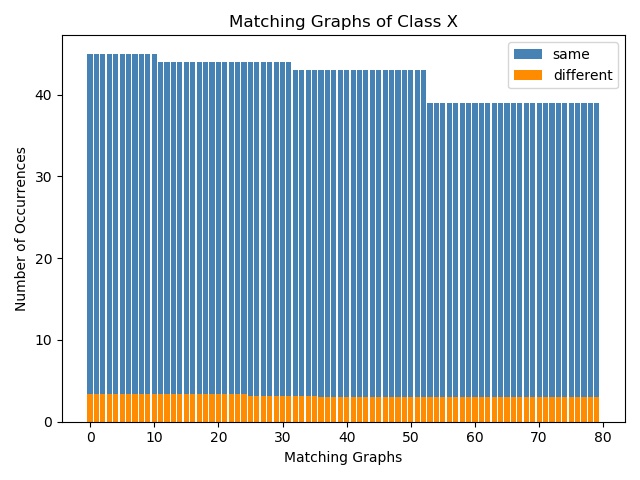 Matching Graphs of Class X
same
different
Number of Occurrences
40
30
20
10
0
0 10 20 30 40 50 60 70 80
Matching Graphs